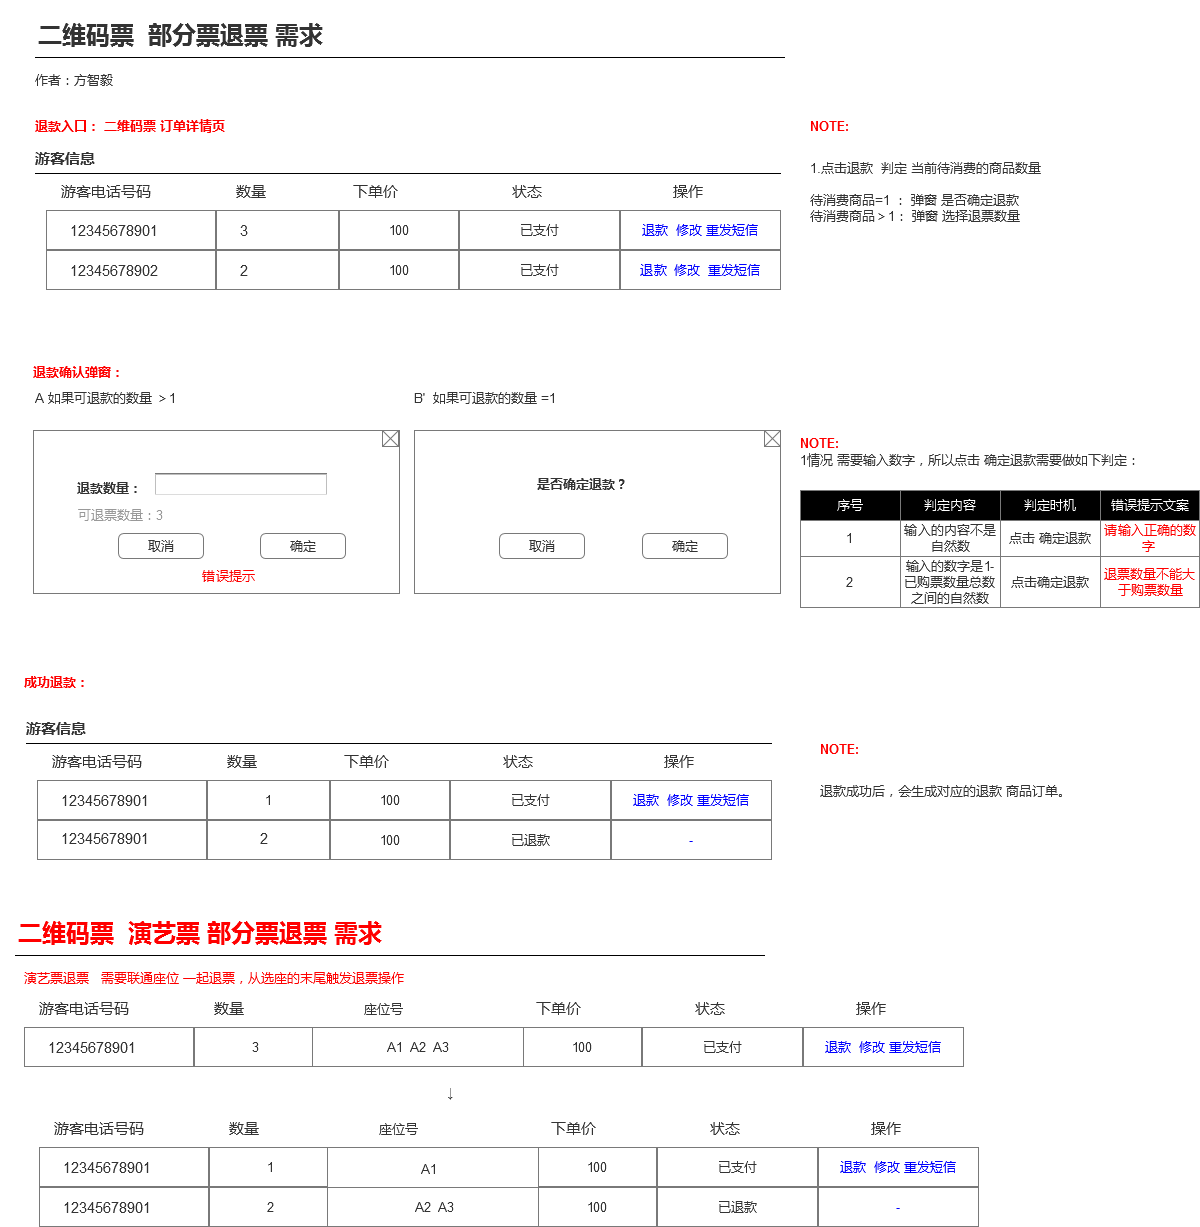 二维码票  部分票退票 需求
作者：方智毅
退款入口： 二维码票 订单详情页
游客信息
游客电话号码 数量 下单价 状态 操作
12345678901 3 100 已支付 退款 修改 重发短信
12345678902 2 100 已支付 退款 修改 重发短信
NOTE:
1.点击退款  判定 当前待消费的商品数量
待消费商品=1 ： 弹窗 是否确定退款
待消费商品＞1： 弹窗 选择退票数量
退款确认弹窗：
A 如果可退款的数量 ＞1
退款数量：
可退票数量：3
取消 确定
错误提示
B'  如果可退款的数量 =1
是否确定退款？
取消 确定
NOTE:
1情况 需要输入数字，所以点击 确定退款需要做如下判定：
序号 判定内容 判定时机 错误提示文案
1 输入的内容不是自然数 点击 确定退款 请输入正确的数字
2 输入的数字是1-已购票数量总数之间的自然数 点击确定退款 退票数量不能大于购票数量
成功退款：
游客信息
游客电话号码 数量 下单价 状态 操作
12345678901 1 100 已支付 退款 修改 重发短信
12345678901 2 100 已退款 -
NOTE:
退款成功后，会生成对应的退款 商品订单。
二维码票  演艺票 部分票退票 需求
演艺票退票   需要联通座位 一起退票，从选座的末尾触发退票操作
游客电话号码 数量 座位号 下单价 状态 操作
12345678901 3 A1 A2 A3 100 已支付 退款 修改 重发短信
↓
游客电话号码 数量 座位号 下单价 状态 操作
12345678901 1 A1 100 已支付 退款 修改 重发短信
12345678901 2 A2 A3 100 已退款 -